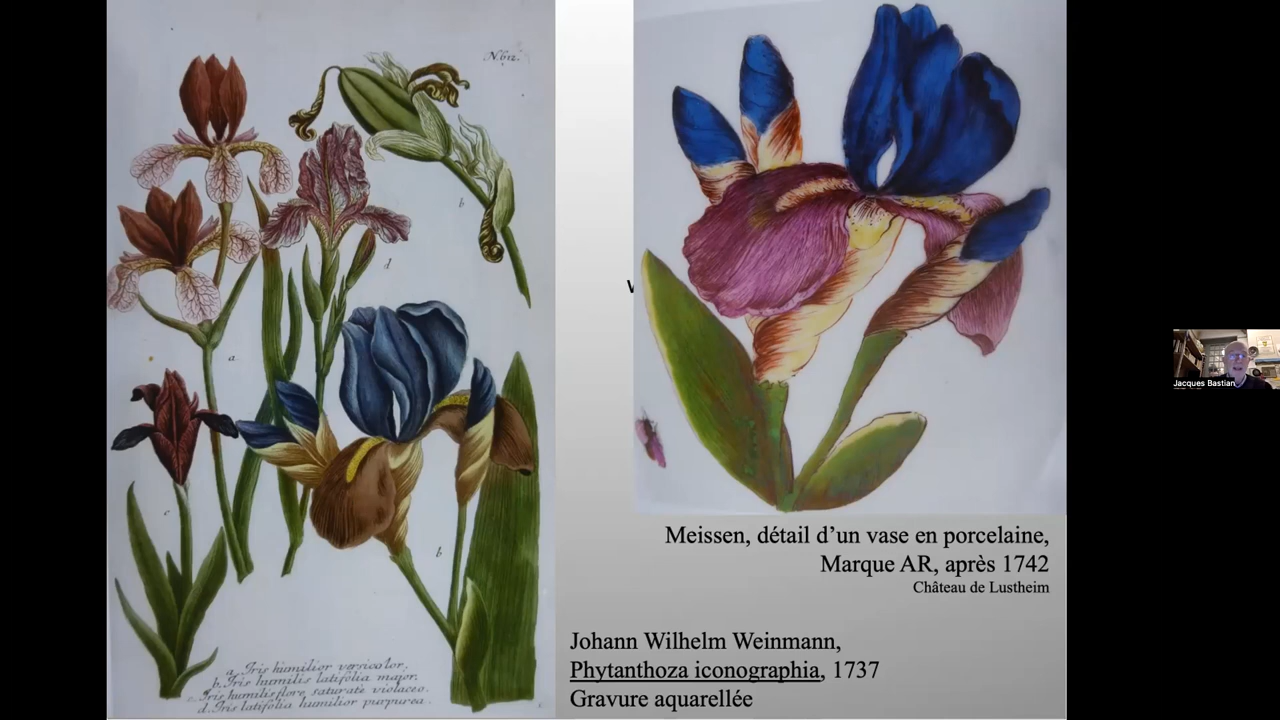 N. 612.
b
d
a
c
b
a. Iris humilior versicolor.
b. Iris humilis latifolia major.
c. Iris humilis flore saturate violaceo.
d. Iris latifolia humilior purpurea.
Meissen, détail d’un vase en porcelaine,
Marque AR, après 1742
Château de Lustheim
Johann Wilhelm Weinmann,
Phytanthoza iconographia, 1737
Gravure aquarellée
Jacques Bastian